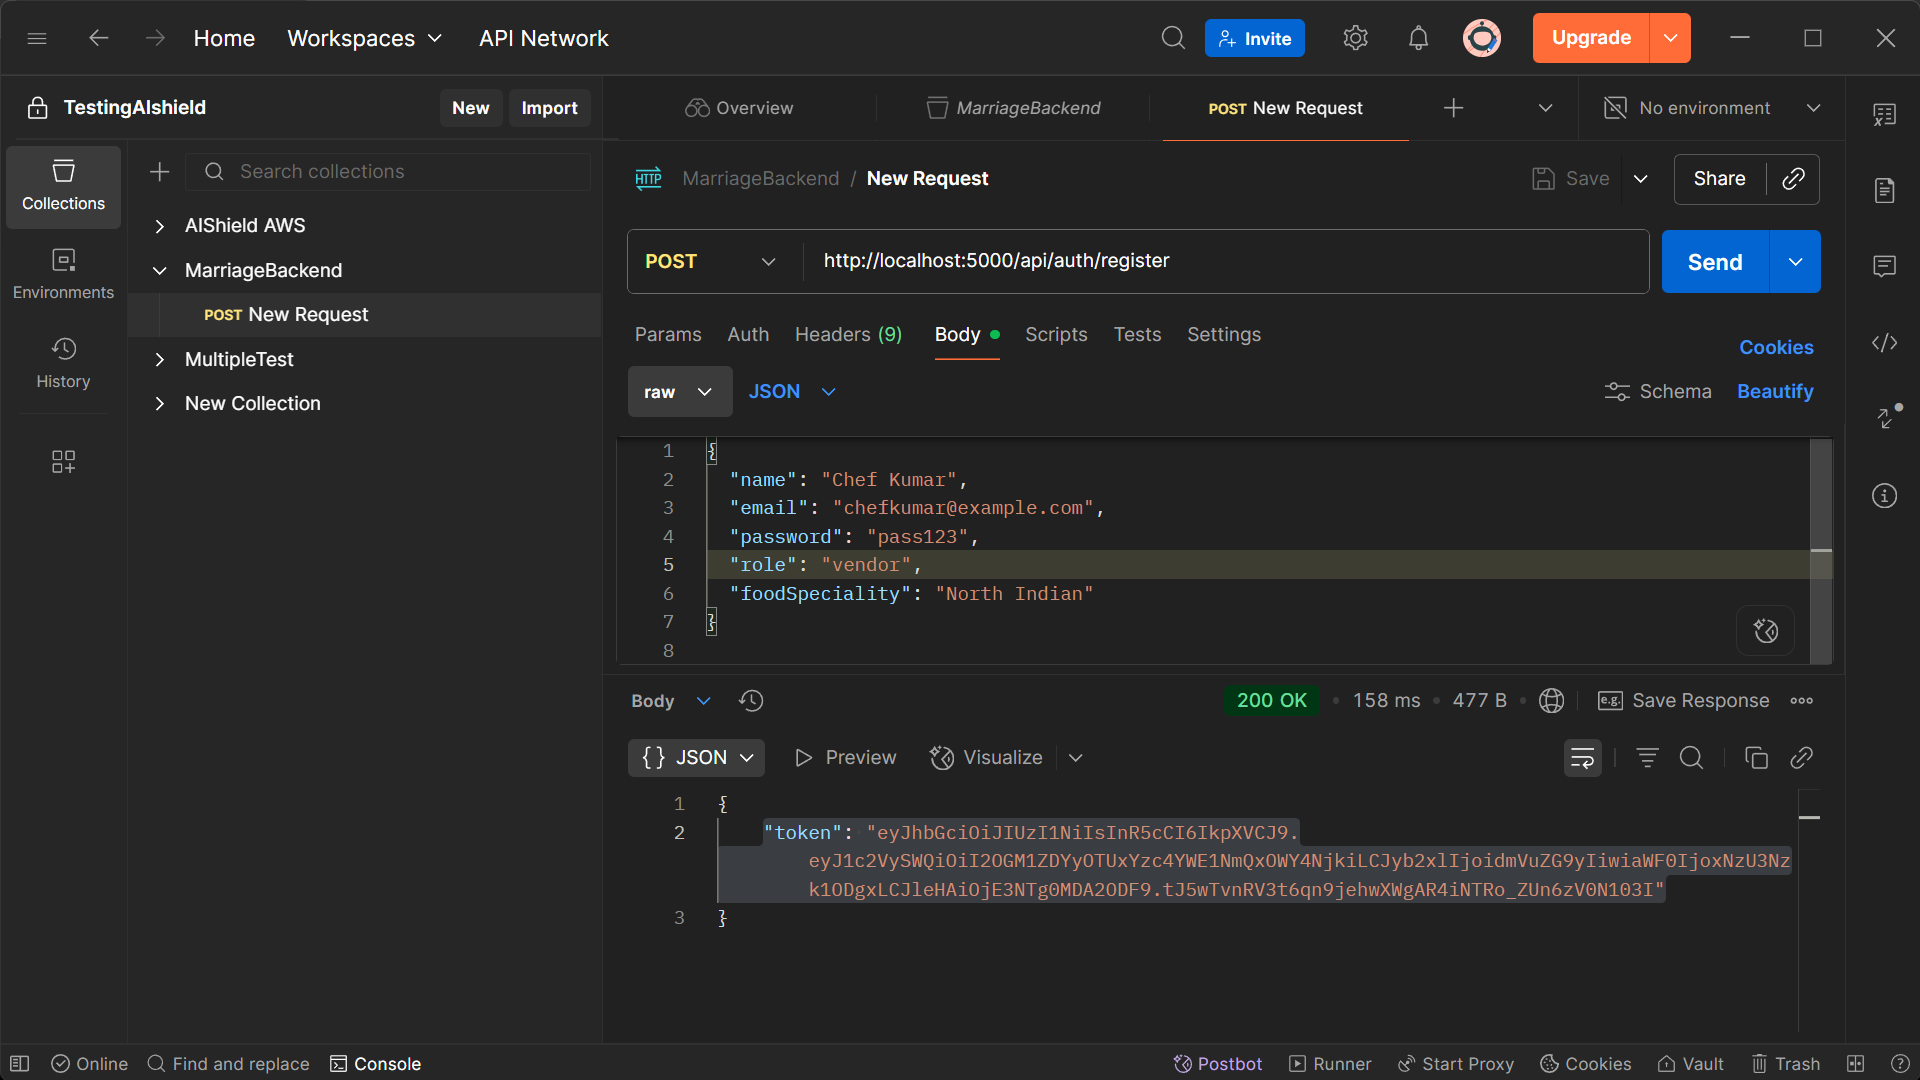 Home
Workspaces
API Network
Invite
Upgrade
TestingAIshield
New
Import
Overview
MarriageBackend
POST New Request
No environment
Collections
Search collections
HTTP
MarriageBackend / New Request
Save
Share
AIShield AWS
MarriageBackend
POST New Request
MultipleTest
New Collection
Environments
History
POST
http://localhost:5000/api/auth/register
Send
Params
Auth
Headers (9)
Body
Scripts
Tests
Settings
Cookies
raw
JSON
Schema
Beautify
1 {
2 "name": "Chef Kumar",
3 "email": "chefkumar@example.com",
4 "password": "pass123",
5 "role": "vendor",
6 "foodSpeciality": "North Indian"
7 }
8
Body
200 OK
158 ms
477 B
e.g.
Save Response
{} JSON
Preview
Visualize
1 {
2 "token": "eyJhbGciOiJIUzI1NiIsInR5cCI6IkpXVCJ9.
eyJ1c2VySWQiOiI2OGM1ZDYyOTUxYzc4YWE1NmQxOWY4NjkiLCJyb2xlIjoidmVuZG9yIiwiaWF0IjoxNzU3Nz
k1ODgxLCJleHAiOjE3NTg0MDA2ODF9.tJ5wTvnRV3t6qn9jehwXWgAR4iNTRo_ZUn6zV0N103I"
3 }
Online
Find and replace
Console
Postbot
Runner
Start Proxy
Cookies
Vault
Trash